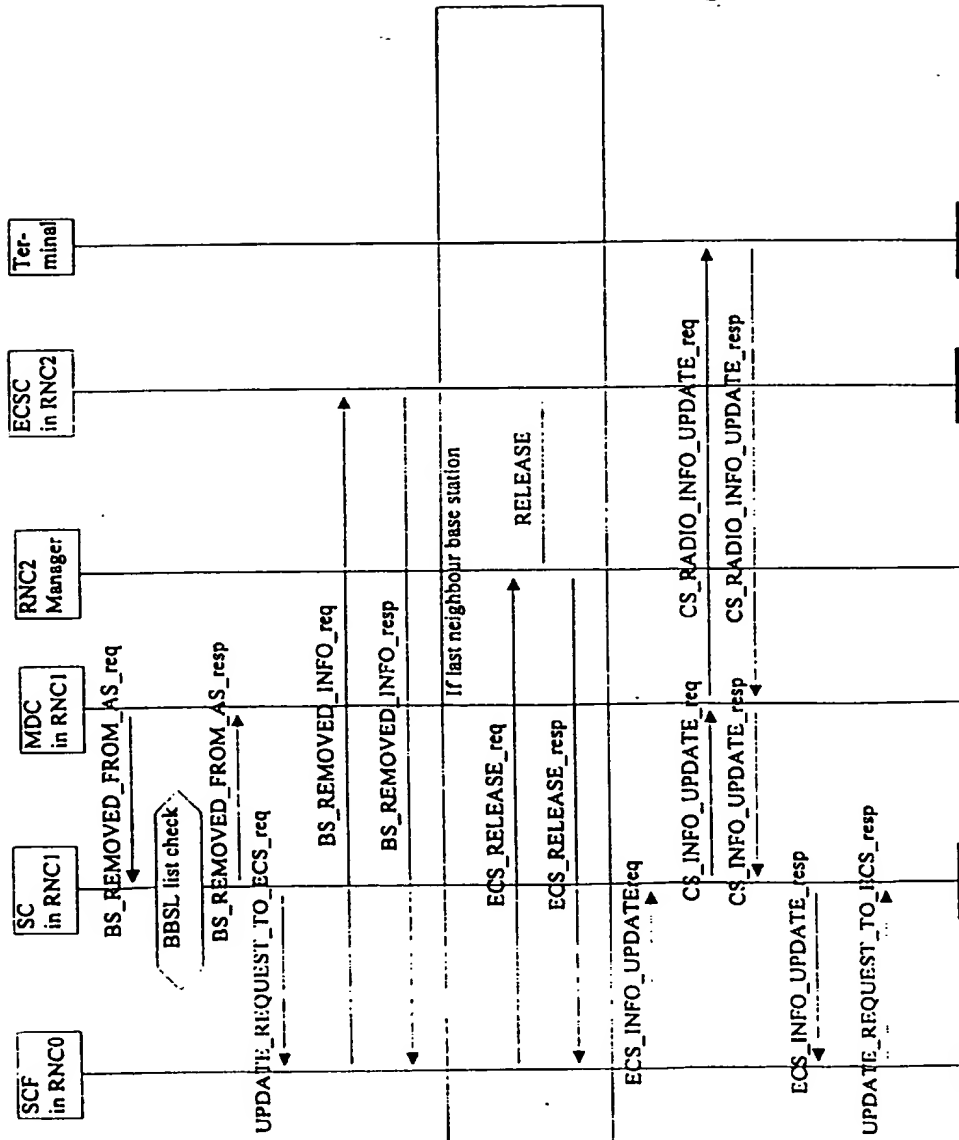 SCF
in RNC0
SC
in RNC1
MDC
in RNC1
RNC2
Manager
ECSC
in RNC2
Ter-
minal
BS_REMOVED_FROM_AS_req
BBSL list check
BS_REMOVED_FROM_AS_resp
UPDATE_REQUEST_TO_ECS_req
BS_REMOVED_INFO_req
BS_REMOVED_INFO_resp
If last neighbour base station
ECS_RELEASE_req
RELEASE
ECS_RELEASE_resp
ECS_INFO_UPDATE_req
CS_INFO_UPDATE_req
CS_RADIO_INFO_UPDATE_req
CS_INFO_UPDATE_resp
CS_RADIO_INFO_UPDATE_resp
ECS_INFO_UPDATE_resp
UPDATE_REQUEST_TO_ECS_resp